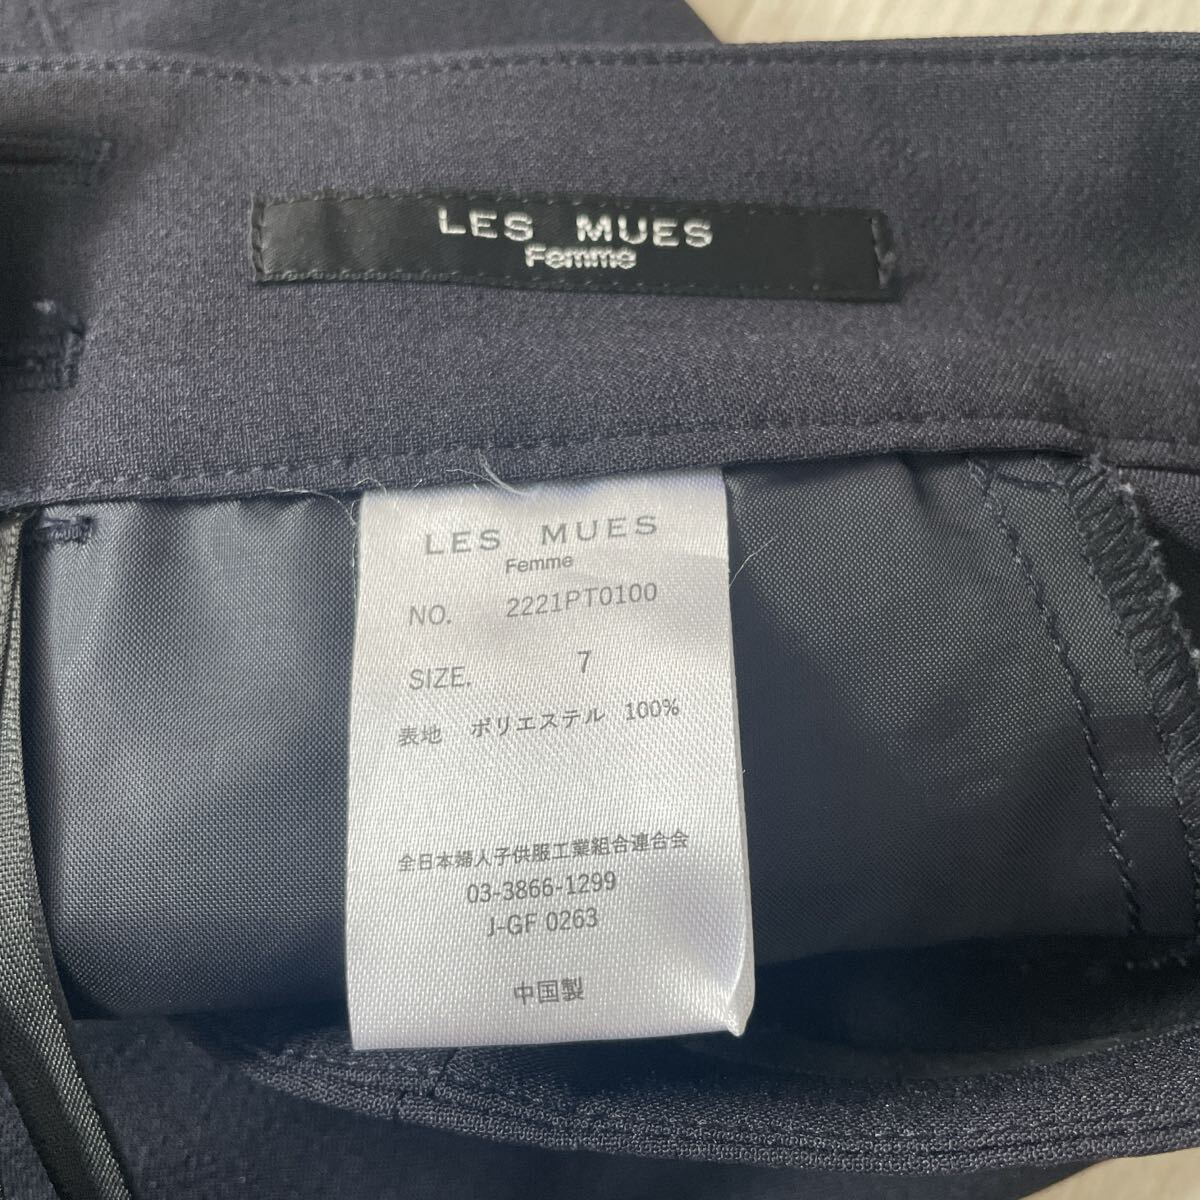 LES MUES
Femme
LES MUES
Femme
NO. 2221PT0100
SIZE. 7
表地 ポリエステル 100%
全日本婦人子供服工業組合連合会
03-3866-1299
J-GF 0263
中国製